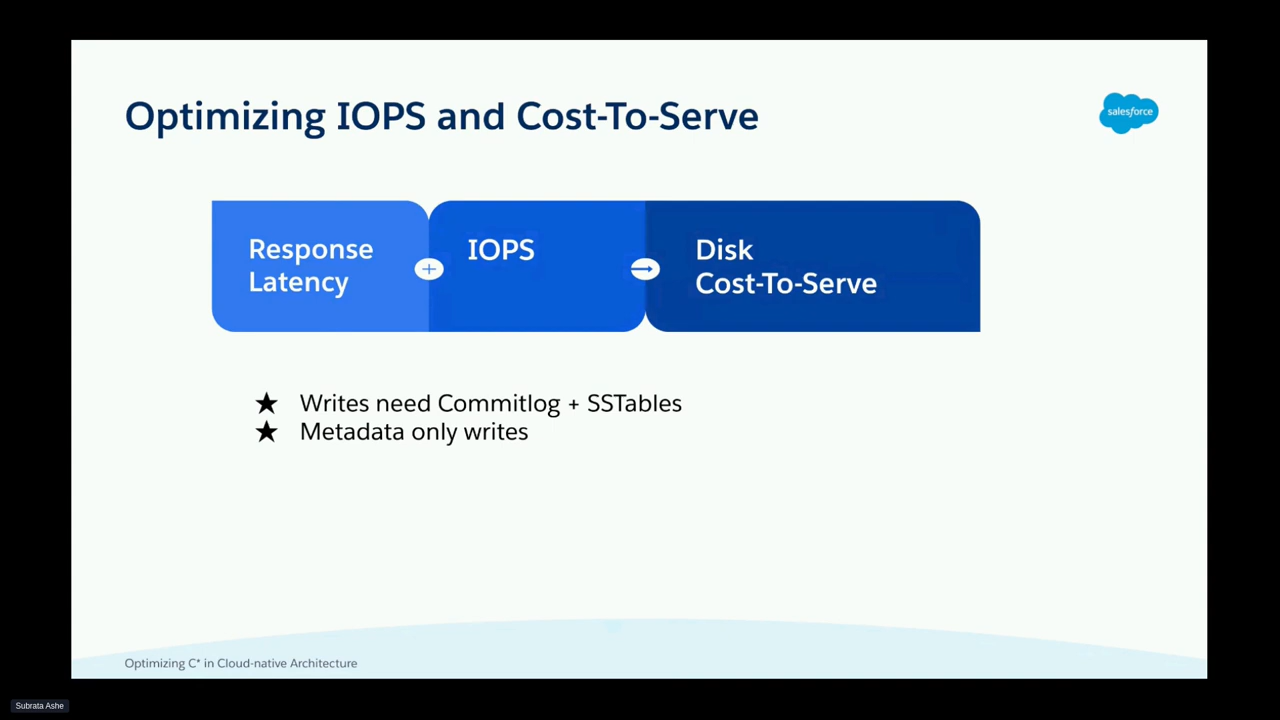 Optimizing IOPS and Cost-To-Serve
salesforce
Response
Latency
IOPS
Disk
Cost-To-Serve
★ Writes need Commitlog + SSTables
★ Metadata only writes
Optimizing C* in Cloud-native Architecture
Subrata Ashe